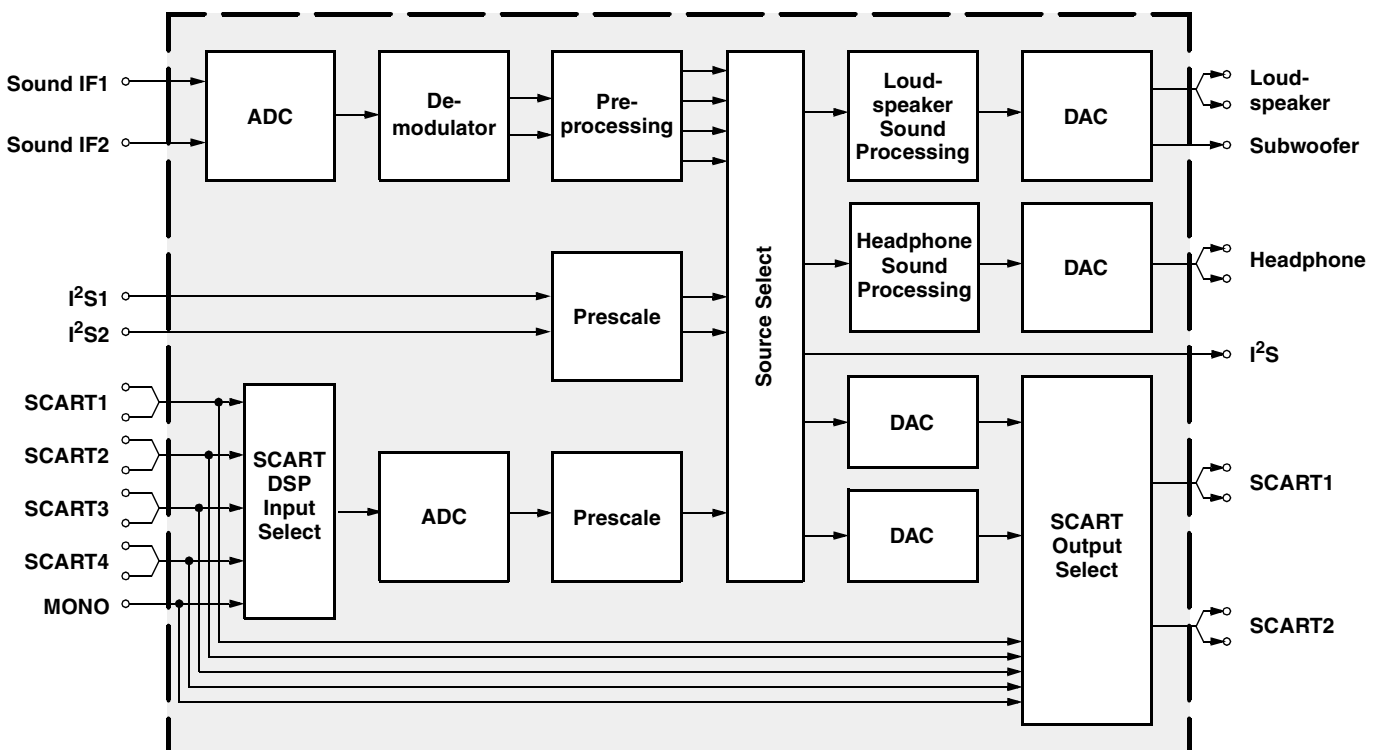 Sound IF1
Sound IF2
ADC
De-
modulator
Pre-
processing
Source Select
Loud-
speaker
Sound
Processing
DAC
Loud-
speaker
Subwoofer
Headphone
Sound
Processing
DAC
Headphone
I²S1
I²S2
Prescale
I²S
SCART1
SCART2
SCART3
SCART4
MONO
SCART
DSP
Input
Select
ADC
Prescale
DAC
DAC
SCART
Output
Select
SCART1
SCART2